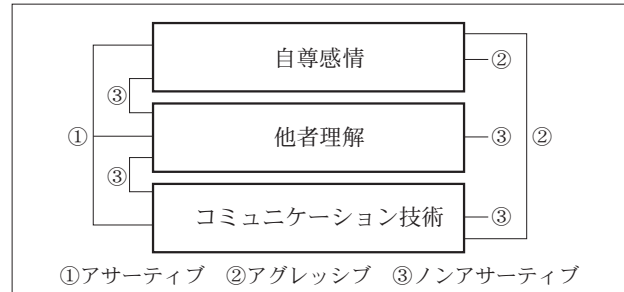 自尊感情
②
③
他者理解
①
③
②
③
コミュニケーション技術
③
①アサーティブ ②アグレッシブ ③ノンアサーティブ